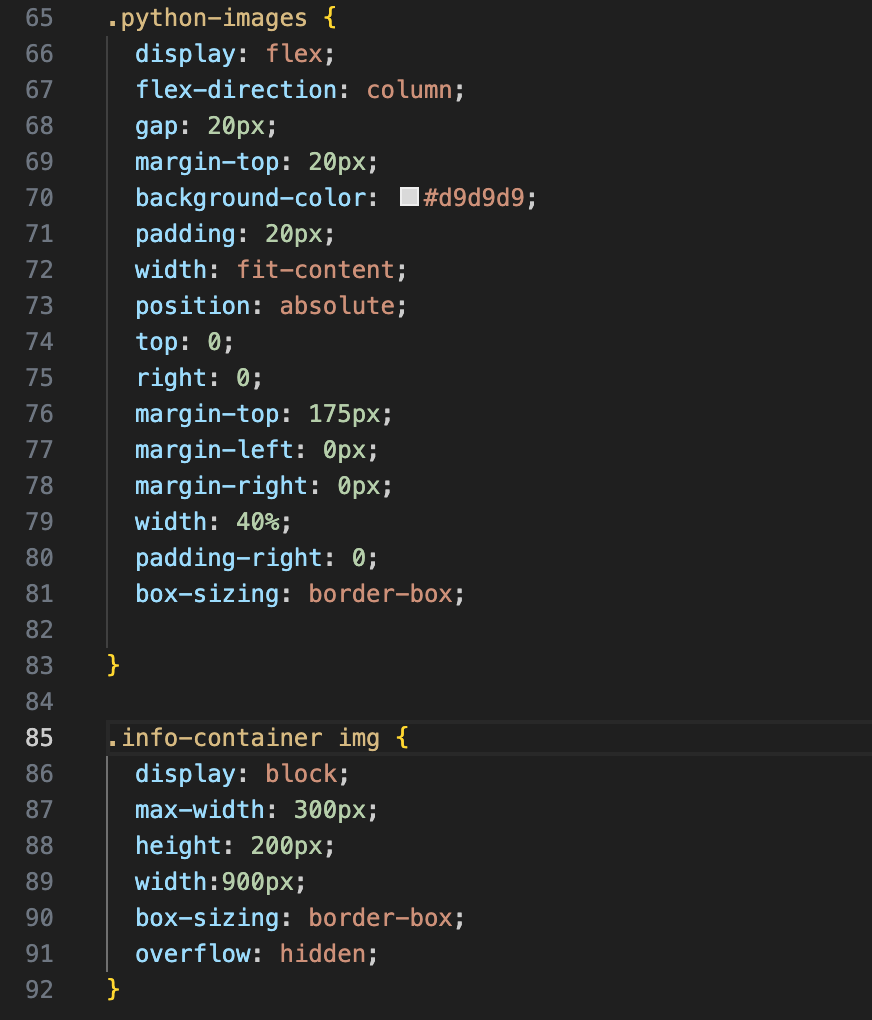 65 .python-images {
66 display: flex;
67 flex-direction: column;
68 gap: 20px;
69 margin-top: 20px;
70 background-color: #d9d9d9;
71 padding: 20px;
72 width: fit-content;
73 position: absolute;
74 top: 0;
75 right: 0;
76 margin-top: 175px;
77 margin-left: 0px;
78 margin-right: 0px;
79 width: 40%;
80 padding-right: 0;
81 box-sizing: border-box;
82
83 }
84
85 .info-container img {
86 display: block;
87 max-width: 300px;
88 height: 200px;
89 width:900px;
90 box-sizing: border-box;
91 overflow: hidden;
92 }